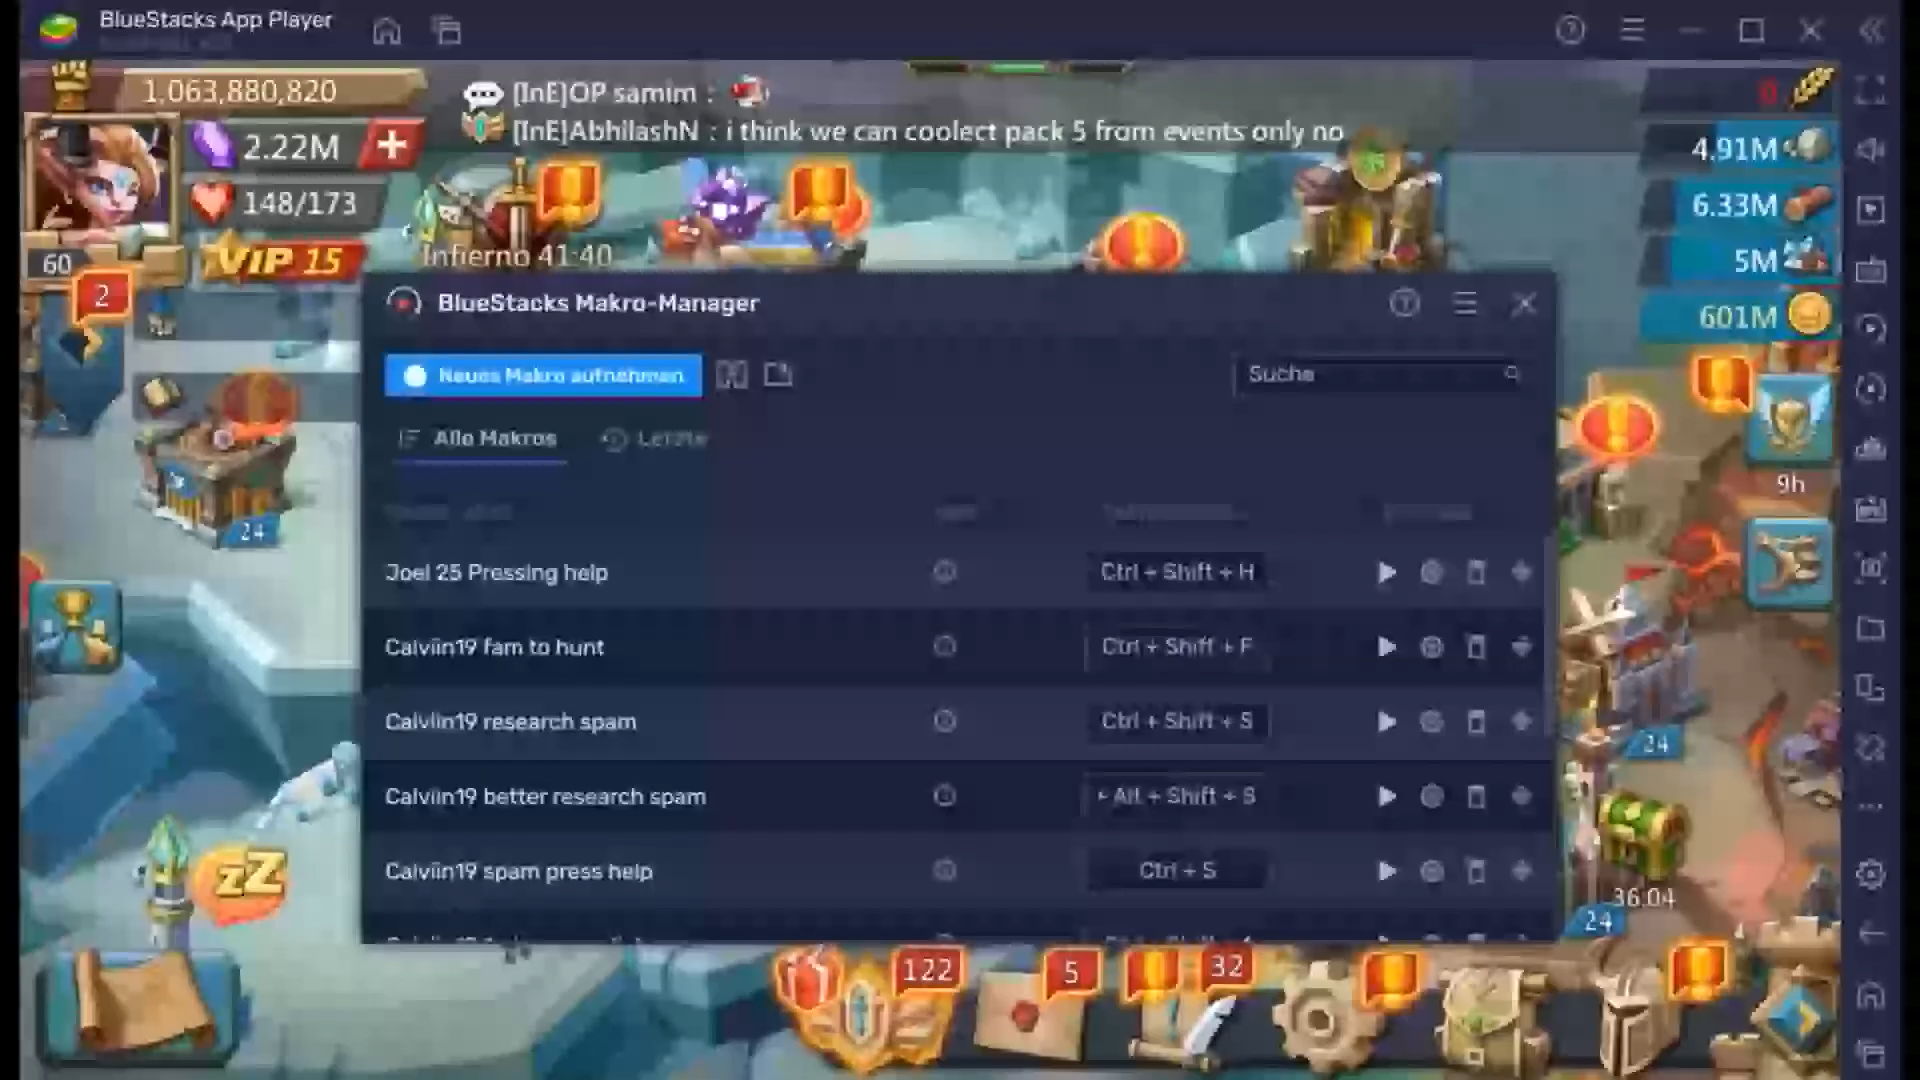 BlueStacks App Player
1,063,880,820
[InE]OP samim :
0
2.22M
[InE]AbhilashN : i think we can coolect pack 5 from events only no
4.91M
148/173
6.33M
60
VIP 15
Infierno 41:40
5M
2
BlueStacks Makro-Manager
601M
Neues Makro aufnehmen
Suche
Alle Makros
Letzte
9h
24
Joel 25 Pressing help
Ctrl + Shift + H
Calviin19 fam to hunt
Ctrl + Shift + F
Calviin19 research spam
Ctrl + Shift + S
24
Calviin19 better research spam
Alt + Shift + S
Calviin19 spam press help
Ctrl + S
zZ
36:04
24
122
5
32